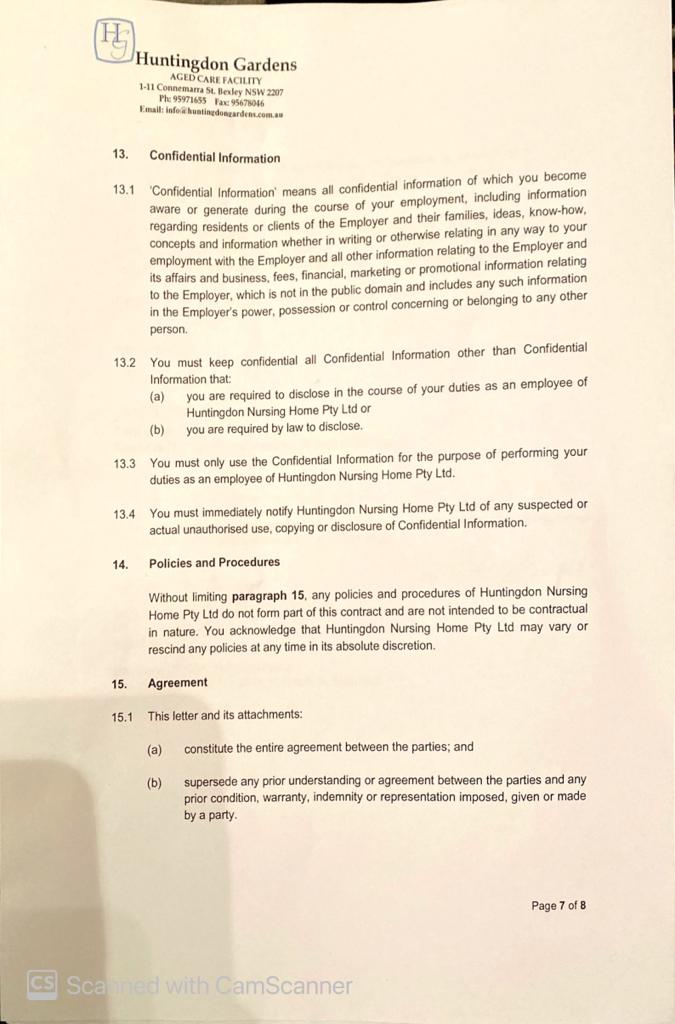 HG
Huntingdon Gardens
AGED CARE FACILITY
1-11 Connemarra St. Bexley NSW 2207
Ph: 95971655 Fax: 95678046
Email: info@huntingdongardens.com.au
13. Confidential Information
13.1 'Confidential Information' means all confidential information of which you become
aware or generate during the course of your employment, including information
regarding residents or clients of the Employer and their families, ideas, know-how,
concepts and information whether in writing or otherwise relating in any way to your
employment with the Employer and all other information relating to the Employer and
its affairs and business, fees, financial, marketing or promotional information relating
to the Employer, which is not in the public domain and includes any such information
in the Employer's power, possession or control concerning or belonging to any other
person.
13.2 You must keep confidential all Confidential Information other than Confidential
Information that:
(a) you are required to disclose in the course of your duties as an employee of
Huntingdon Nursing Home Pty Ltd or
(b) you are required by law to disclose.
13.3 You must only use the Confidential Information for the purpose of performing your
duties as an employee of Huntingdon Nursing Home Pty Ltd.
13.4 You must immediately notify Huntingdon Nursing Home Pty Ltd of any suspected or
actual unauthorised use, copying or disclosure of Confidential Information.
14. Policies and Procedures
Without limiting paragraph 15, any policies and procedures of Huntingdon Nursing
Home Pty Ltd do not form part of this contract and are not intended to be contractual
in nature. You acknowledge that Huntingdon Nursing Home Pty Ltd may vary or
rescind any policies at any time in its absolute discretion.
15. Agreement
15.1 This letter and its attachments:
(a) constitute the entire agreement between the parties; and
(b) supersede any prior understanding or agreement between the parties and any
prior condition, warranty, indemnity or representation imposed, given or made
by a party.
Page 7 of 8
CS Scanned with CamScanner